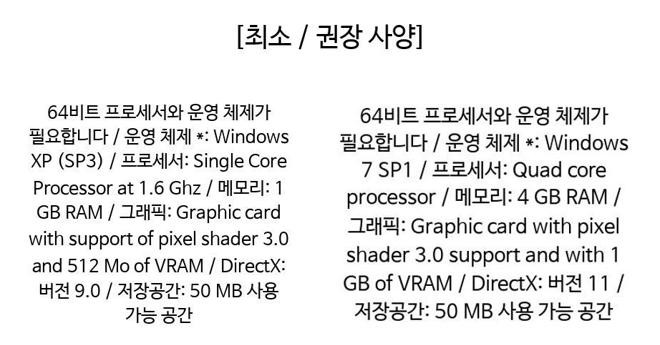 [최소 / 권장 사양]
64비트 프로세서와 운영 체제가
필요합니다 / 운영 체제 *: Windows
XP (SP3) / 프로세서: Single Core
Processor at 1.6 Ghz / 메모리: 1
GB RAM / 그래픽: Graphic card
with support of pixel shader 3.0
and 512 Mo of VRAM / DirectX:
버전 9.0 / 저장공간: 50 MB 사용
가능 공간
64비트 프로세서와 운영 체제가
필요합니다 / 운영 체제 *: Windows
7 SP1 / 프로세서: Quad core
processor / 메모리: 4 GB RAM /
그래픽: Graphic card with pixel
shader 3.0 support and with 1
GB of VRAM / DirectX: 버전 11 /
저장공간: 50 MB 사용 가능 공간